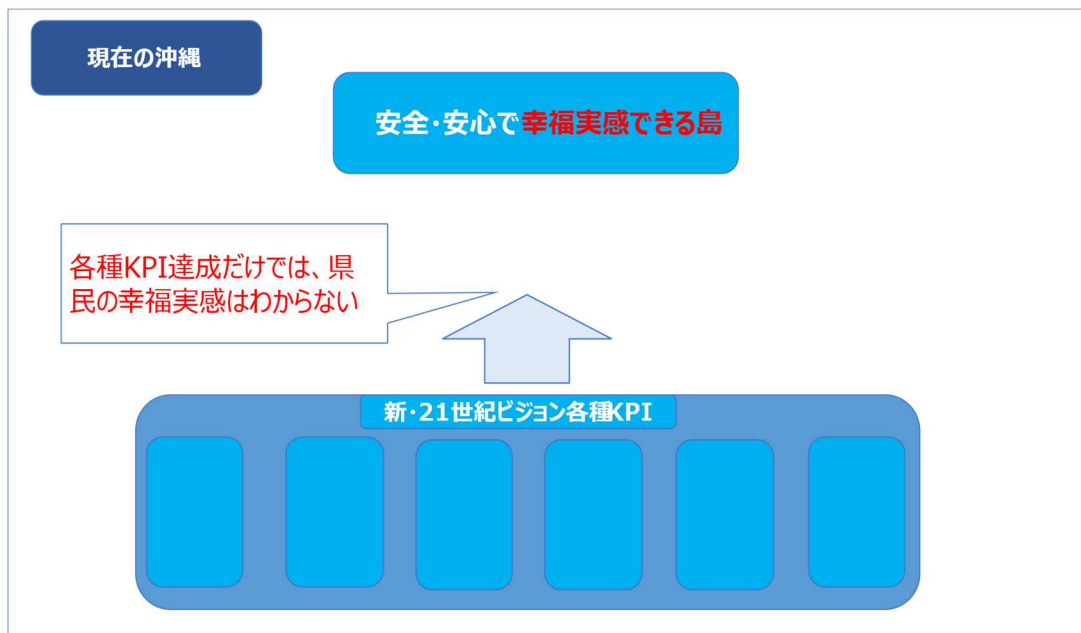 現在の沖縄
安全・安心で幸福実感できる島
各種KPI達成だけでは、県
民の幸福実感はわからない
新・21世紀ビジョン各種KPI